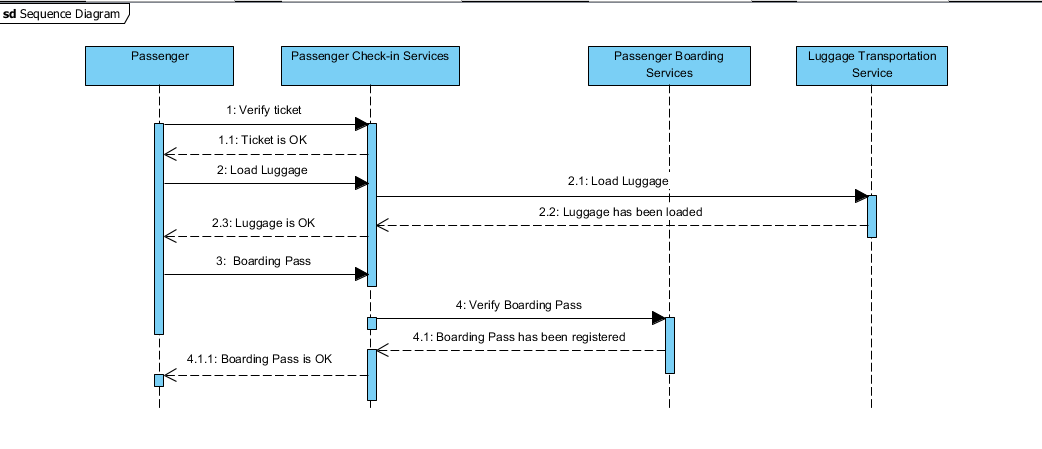 sd Sequence Diagram
Passenger
Passenger Check-in Services
Passenger Boarding
Services
Luggage Transportation
Service
1: Verify ticket
1.1: Ticket is OK
2: Load Luggage
2.1: Load Luggage
2.2: Luggage has been loaded
2.3: Luggage is OK
3: Boarding Pass
4: Verify Boarding Pass
4.1: Boarding Pass has been registered
4.1.1: Boarding Pass is OK